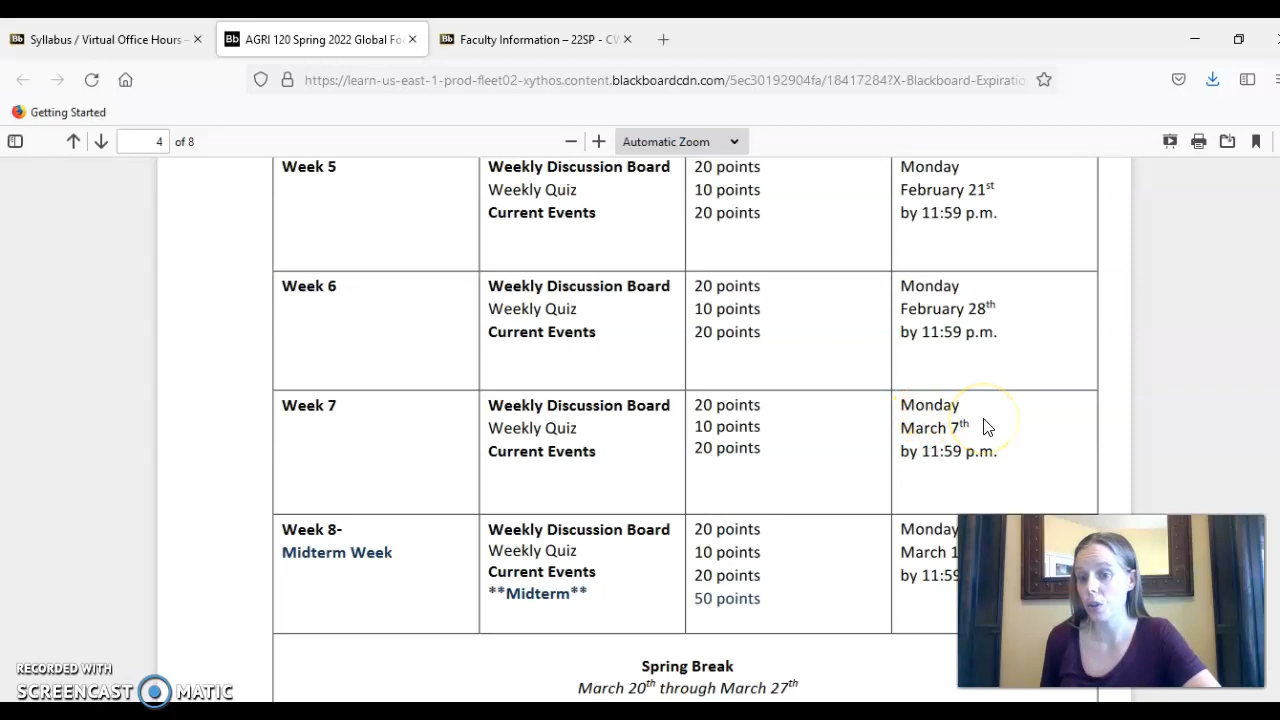 Syllabus / Virtual Office Hours –
AGRI 120 Spring 2022 Global Fo
Faculty Information – 22SP - CW
https://learn-us-east-1-prod-fleet02-xythos.content.blackboardcdn.com/5ec30192904fa/18417284?X-Blackboard-Expiratio
Getting Started
4 of 8
Automatic Zoom
Week 5
Weekly Discussion Board
Weekly Quiz
Current Events
20 points
10 points
20 points
Monday
February 21st
by 11:59 p.m.
Week 6
Weekly Discussion Board
Weekly Quiz
Current Events
20 points
10 points
20 points
Monday
February 28th
by 11:59 p.m.
Week 7
Weekly Discussion Board
Weekly Quiz
Current Events
20 points
10 points
20 points
Monday
March 7th
by 11:59 p.m.
Week 8-
Midterm Week
Weekly Discussion Board
Weekly Quiz
Current Events
**Midterm**
20 points
10 points
20 points
50 points
Monday
March 1
by 11:59
Spring Break
March 20th through March 27th
RECORDED WITH
SCREENCAST MATIC